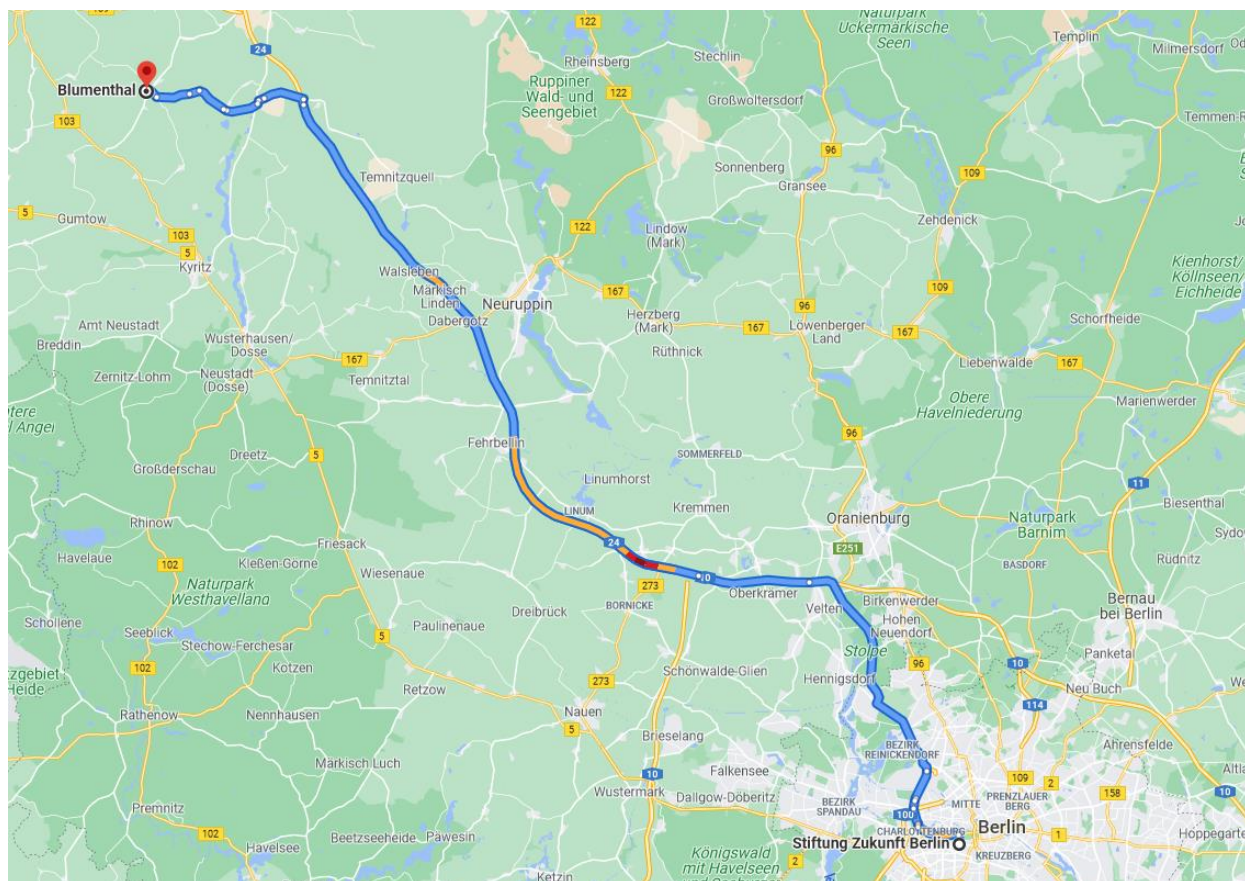 109
Naturpark
Uckermärkische
Seen
122
Stechlin
Templin
Milmersdorf
24
Rheinsberg
Blumenthal
Ruppiner
Wald- und
Seengebiet
122
Großwoltersdorf
103
Temmen-R
96
Sonnenberg
109
Gransee
Temnitzquell
5
Gumtow
103
122
Lindow
(Mark)
Zehdenick
5
Kyritz
Walsleben
Kienhorst/
Köllnseen/
Eichheide
Märkisch
Linden
Neuruppin
167
109
Dabergotz
Herzberg
(Mark)
96
Amt Neustadt
167
Löwenberger
Land
167
Schorfheide
Breddin
Wusterhausen/
Dosse
Rüthnick
Liebenwalde
167
Zernitz-Lohm
Neustadt
(Dosse)
167
Temnitztal
Marienwerder
Obere
Havelniederung
96
Fehrbellin
Dreetz
5
SOMMERFELD
Großderschau
Linumhorst
11
Biesenthal
LINUM
Kremmen
Oranienburg
Rhinow
Naturpark
Barnim
Friesack
24
E251
Havelaue
Kleßen-Görne
102
Wiesenaue
273
10
BASDORF
Rüdnitz
Naturpark
Westhavelland
Oberkrämer
BÖRNICKE
Velten
Birkenwerder
Bernau
bei Berlin
Dreibrück
Hohen
Neuendorf
Schollene
Seeblick
Paulinenaue
Stolpe
Stechow-Ferchesar
5
96
Panketal
102
Kotzen
Schönwalde-Glien
10
Hennigsdorf
Retzow
273
Neu Buch
Rathenow
Nennhausen
Nauen
114
5
Brieselang
BEZIRK
REINICKENDORF
Ahrensfelde
Märkisch Luch
10
Falkensee
109
2
Wustermark
PRENZLAUER
BERG
158
10
Premnitz
Dallgow-Döberitz
BEZIRK
SPANDAU
MITTE
102
Beetzseeheide
Päwesin
100
CHARLOTTENBURG
Berlin
1
Hoppegarte
Havelsee
Stiftung Zukunft Berlin
KREUZBERG
Königswald
mit Havelseen
2
Ketzin